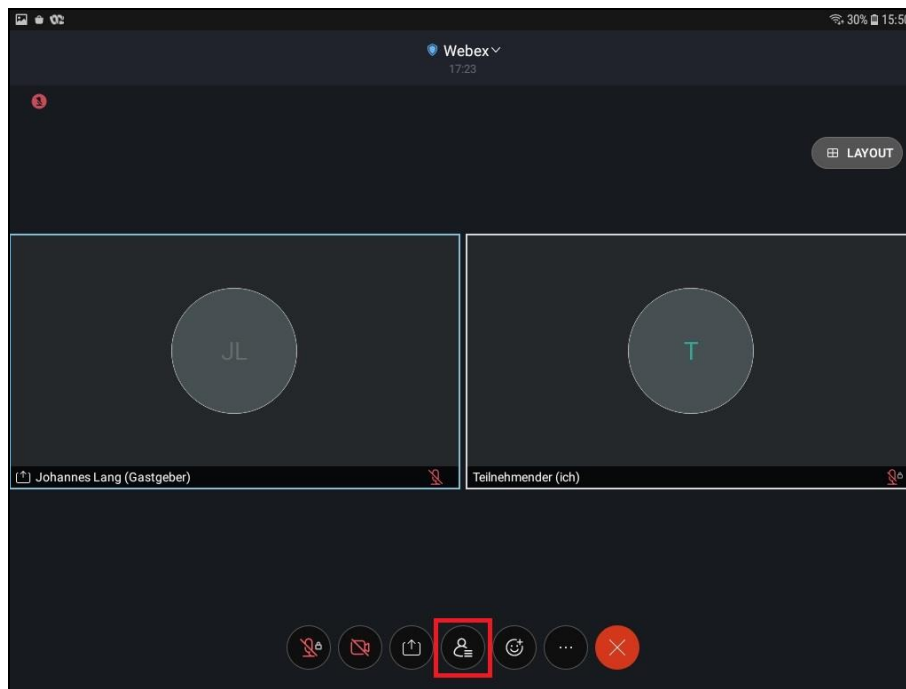 30% 15:50
Webex
17:23
LAYOUT
JL
T
Johannes Lang (Gastgeber)
Teilnehmender (ich)